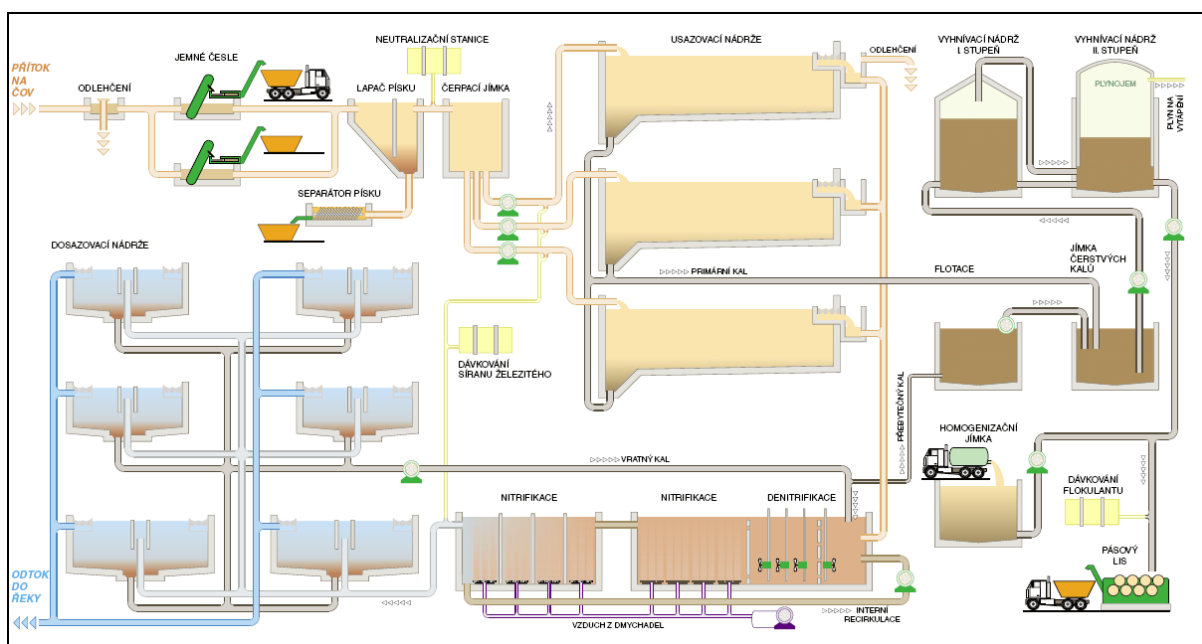 PŘÍTOK
NA
ČOV
ODLEHČENÍ
JEMNÉ ČESLE
NEUTRALIZAČNÍ STANICE
LAPAČ PÍSKU
ČERPACÍ JÍMKA
SEPARÁTOR PÍSKU
USAZOVACÍ NÁDRŽE
ODLEHČENÍ
VYHNÍVACÍ NÁDRŽ
I. STUPEŇ
VYHNÍVACÍ NÁDRŽ
II. STUPEŇ
PLYNOJEM
PLYN NA
VYTÁPĚNÍ
DOSAZOVACÍ NÁDRŽE
PRIMÁRNÍ KAL
FLOTACE
JÍMKA
ČERSTVÝCH
KALŮ
DÁVKOVÁNÍ
SÍRANU ŽELEZITÉHO
PŘEBYTEČNÝ KAL
HOMOGENIZAČNÍ
JÍMKA
VRATNÝ KAL
DÁVKOVÁNÍ
FLOKULANTU
NITRIFIKACE
NITRIFIKACE
DENITRIFIKACE
PÁSOVÝ
LIS
ODTOK
DO
ŘEKY
VZDUCH Z DMYCHADEL
INTERNÍ
RECIRKULACE